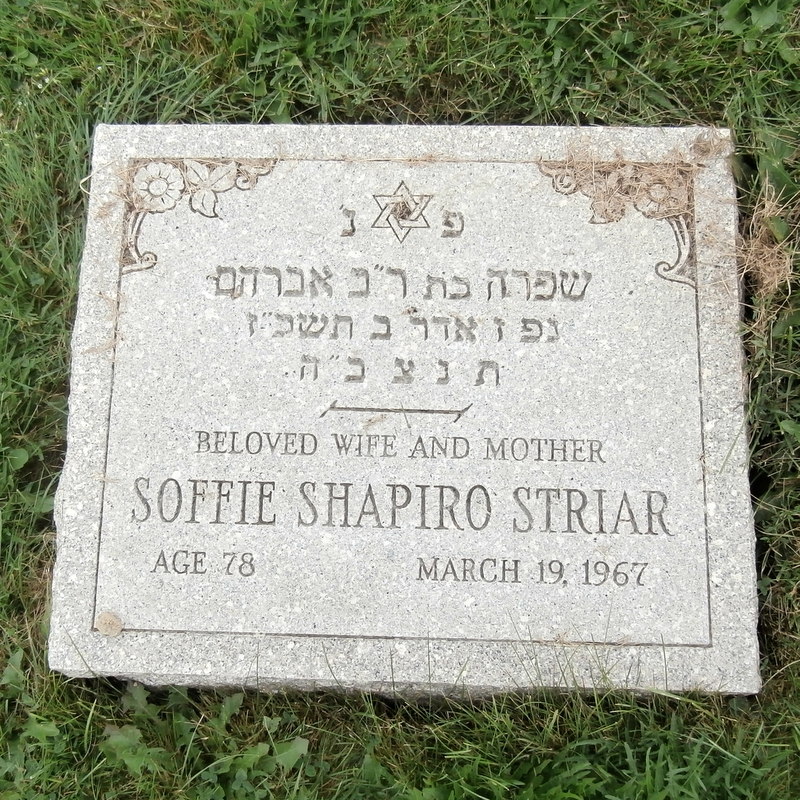 פ נ
שפרה בת ר״ב אברהם
נפ ז אדר ב תשכ״ז
ת נ צ ב״ה
BELOVED WIFE AND MOTHER
SOFFIE SHAPIRO STRIAR
AGE 78 MARCH 19, 1967